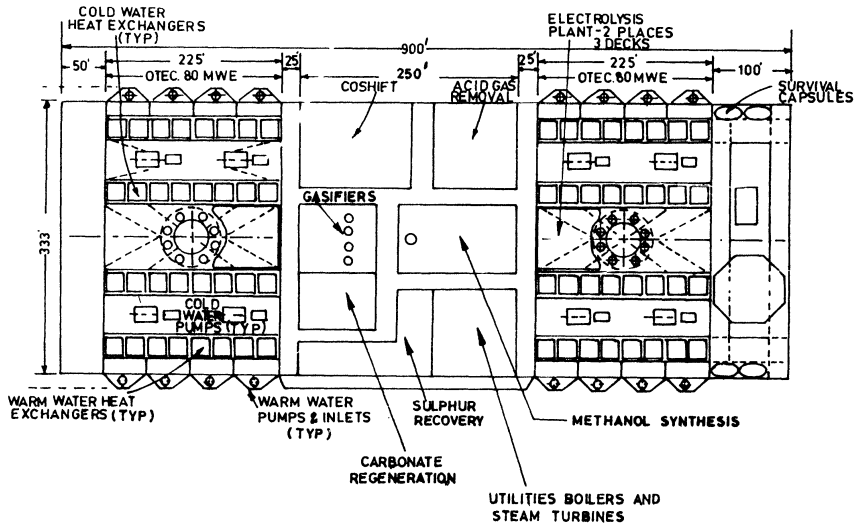 COLD WATER
HEAT EXCHANGERS
(TYP)
ELECTROLYSIS
PLANT-2 PLACES
3 DECKS
900'
50'
225'
25'
250'
25'
225'
100'
OTEC. 80 MWE
OTEC. 80 MWE
COSHIFT
ACID GAS
REMOVAL
SURVIVAL
CAPSULES
GASIFIERS
333'
COLD
WATER
PUMPS (TYP)
WARM WATER HEAT
EXCHANGERS (TYP)
WARM WATER
PUMPS & INLETS
(TYP)
SULPHUR
RECOVERY
METHANOL SYNTHESIS
CARBONATE
REGENERATION
UTILITIES BOILERS AND
STEAM TURBINES